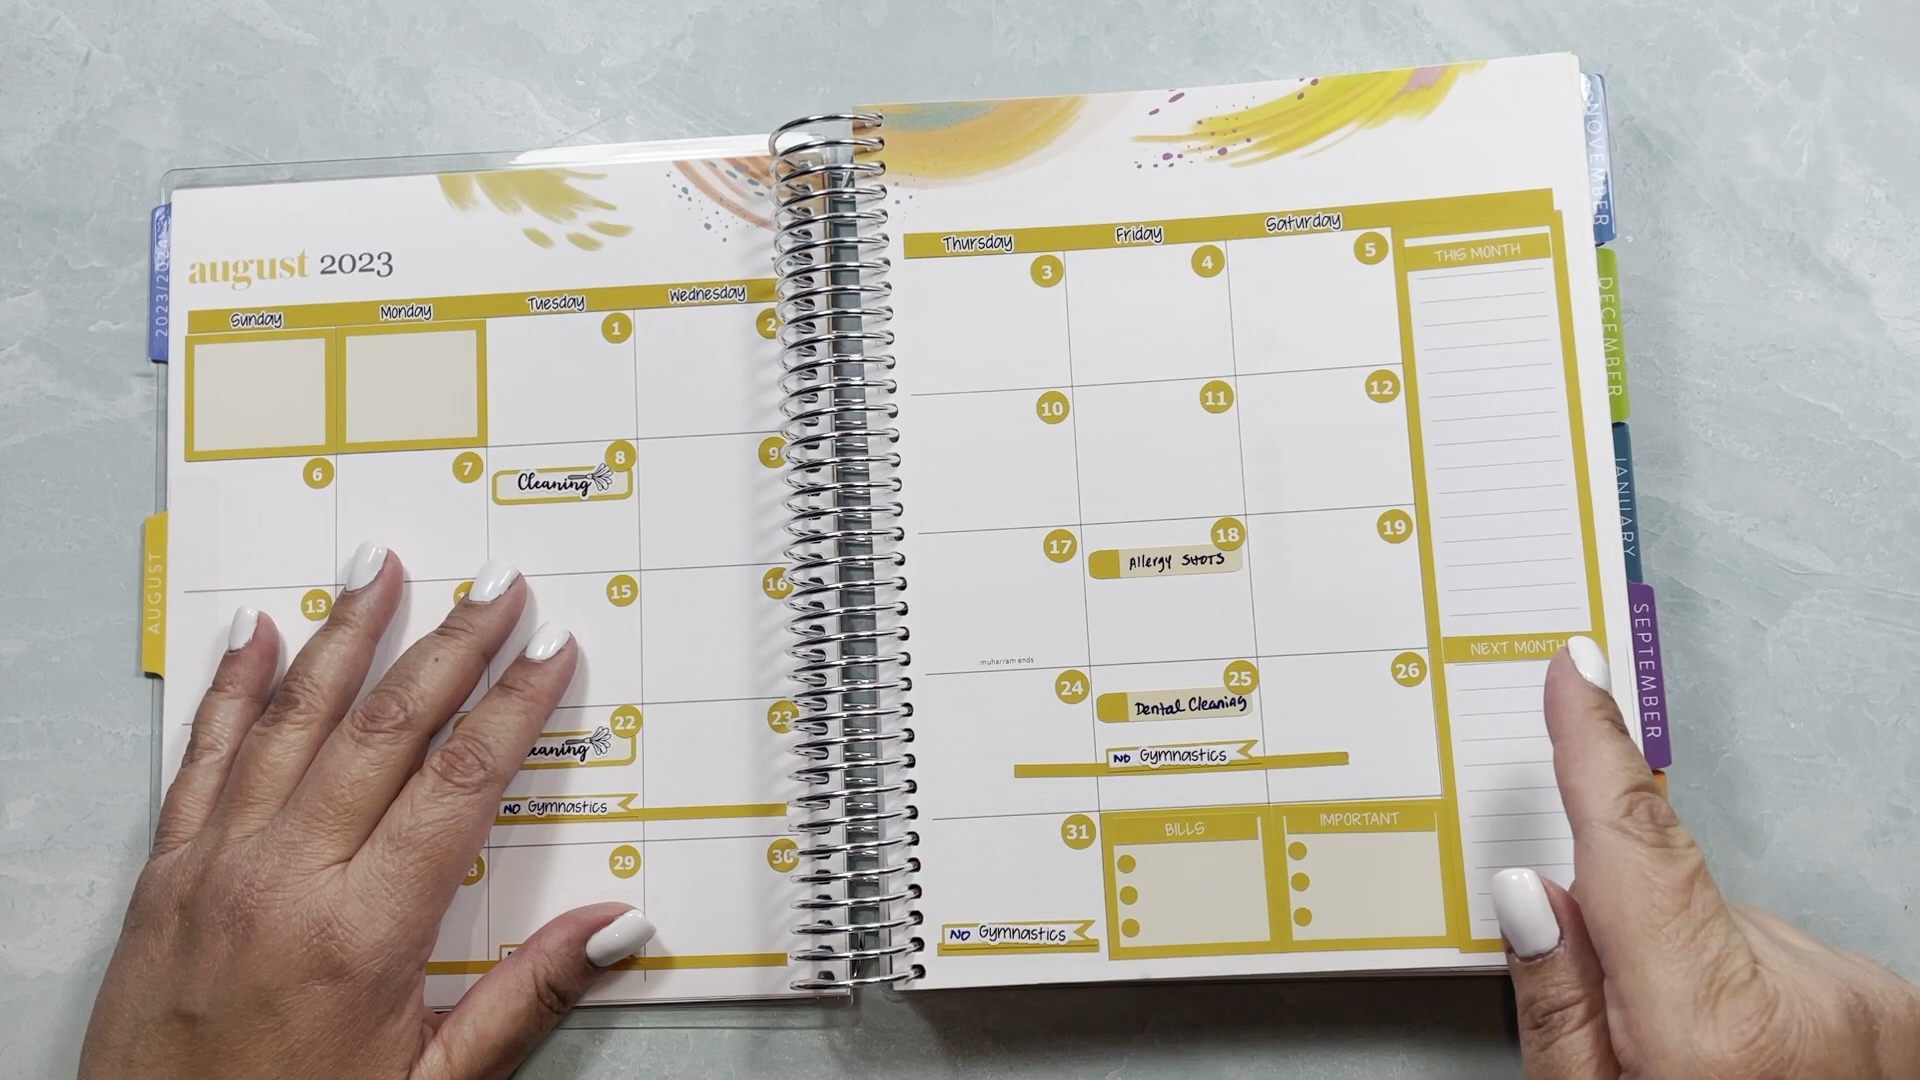 august 2023
Sunday
Monday
Tuesday
Wednesday
1
2
6
7
8
Cleaning
9
13
15
16
22
23
NO Gymnastics
29
30
Thursday
Friday
Saturday
3
4
5
10
11
12
17
18
Allergy SHOTS
19
muharram ends
24
25
Dental Cleaning
26
NO Gymnastics
31
NO Gymnastics
BILLS
IMPORTANT
THIS MONTH
NEXT MONTH
2023/2024
AUGUST
NOVEMBER
DECEMBER
JANUARY
SEPTEMBER